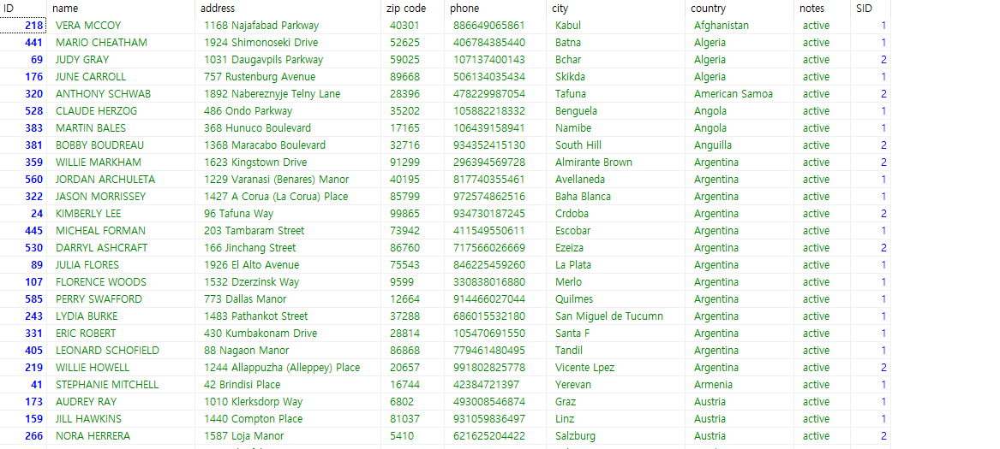 ID name address zip code phone city country notes SID
218 VERA MCCOY 1168 Najafabad Parkway 40301 886649065861 Kabul Afghanistan active 1
441 MARIO CHEATHAM 1924 Shimonoseki Drive 52625 406784385440 Batna Algeria active 1
69 JUDY GRAY 1031 Daugavpils Parkway 59025 107137400143 Bchar Algeria active 2
176 JUNE CARROLL 757 Rustenburg Avenue 89668 506134035434 Skikda Algeria active 1
320 ANTHONY SCHWAB 1892 Nabereznyje Telny Lane 28396 478229987054 Tafuna American Samoa active 2
528 CLAUDE HERZOG 486 Ondo Parkway 35202 105882218332 Benguela Angola active 1
383 MARTIN BALES 368 Hunuco Boulevard 17165 106439158941 Namibe Angola active 1
381 BOBBY BOUDREAU 1368 Maracabo Boulevard 32716 934352415130 South Hill Anguilla active 2
359 WILLIE MARKHAM 1623 Kingstown Drive 91299 296394569728 Almirante Brown Argentina active 2
560 JORDAN ARCHULETA 1229 Varanasi (Benares) Manor 40195 817740355461 Avellaneda Argentina active 1
322 JASON MORRISSEY 1427 A Corua (La Corua) Place 85799 972574862516 Baha Blanca Argentina active 1
24 KIMBERLY LEE 96 Tafuna Way 99865 934730187245 Crdoba Argentina active 2
445 MICHEAL FORMAN 203 Tambaram Street 73942 411549550611 Escobar Argentina active 1
530 DARRYL ASHCRAFT 166 Jinchang Street 86760 717566026669 Ezeiza Argentina active 2
89 JULIA FLORES 1926 El Alto Avenue 75543 846225459260 La Plata Argentina active 1
107 FLORENCE WOODS 1532 Dzerzinsk Way 9599 330838016880 Merlo Argentina active 1
585 PERRY SWAFFORD 773 Dallas Manor 12664 914466027044 Quilmes Argentina active 1
243 LYDIA BURKE 1483 Pathankot Street 37288 686015532180 San Miguel de Tucumn Argentina active 1
331 ERIC ROBERT 430 Kumbakonam Drive 28814 105470691550 Santa F Argentina active 1
405 LEONARD SCHOFIELD 88 Nagaon Manor 86868 779461480495 Tandil Argentina active 1
219 WILLIE HOWELL 1244 Allappuzha (Alleppey) Place 20657 991802825778 Vicente Lpez Argentina active 2
41 STEPHANIE MITCHELL 42 Brindisi Place 16744 42384721397 Yerevan Armenia active 1
173 AUDREY RAY 1010 Klerksdorp Way 6802 493008546874 Graz Austria active 1
159 JILL HAWKINS 1440 Compton Place 81037 931059836497 Linz Austria active 1
266 NORA HERRERA 1587 Loja Manor 5410 621625204422 Salzburg Austria active 2